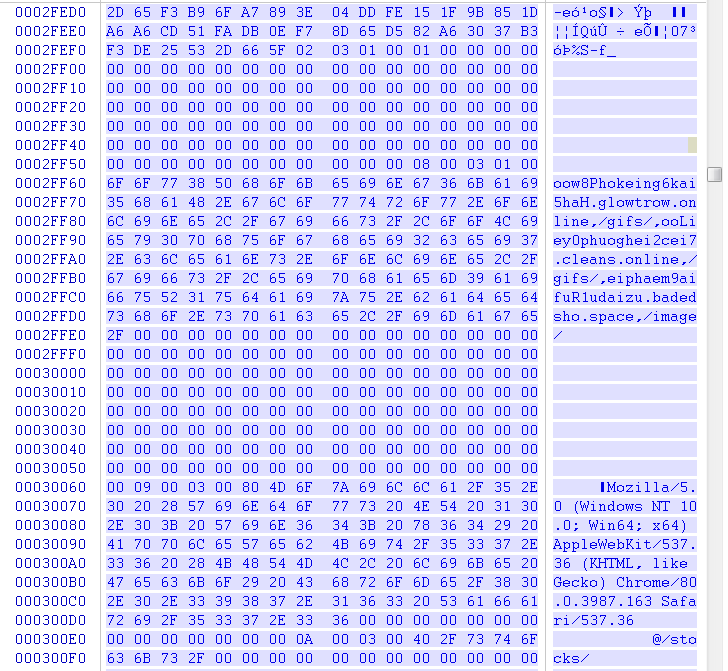 0002FED0 2D 65 F3 B9 6F A7 89 3E 04 DD FE 15 1F 9B 85 1D -eó¹o§▮> Ýþ  ▮▮
0002FEE0 A6 A6 CD 51 FA DB 0E F7 8D 65 D5 82 A6 30 37 B3 ¦¦ÍQúÛ ÷ eÕ▮¦07³
0002FEF0 F3 DE 25 53 2D 66 5F 02 03 01 00 01 00 00 00 00 óÞ%S-f_
0002FF00 00 00 00 00 00 00 00 00 00 00 00 00 00 00 00 00
0002FF10 00 00 00 00 00 00 00 00 00 00 00 00 00 00 00 00
0002FF20 00 00 00 00 00 00 00 00 00 00 00 00 00 00 00 00
0002FF30 00 00 00 00 00 00 00 00 00 00 00 00 00 00 00 00
0002FF40 00 00 00 00 00 00 00 00 00 00 00 00 00 00 00 00
0002FF50 00 00 00 00 00 00 00 00 00 00 00 08 00 03 01 00
0002FF60 6F 6F 77 38 50 68 6F 6B 65 69 6E 67 36 6B 61 69 oow8Phokeing6kai
0002FF70 35 68 61 48 2E 67 6C 6F 77 74 72 6F 77 2E 6F 6E 5haH.glowtrow.on
0002FF80 6C 69 6E 65 2C 2F 67 69 66 73 2F 2C 6F 6F 4C 69 line,/gifs/,ooLi
0002FF90 65 79 30 70 68 75 6F 67 68 65 69 32 63 65 69 37 ey0phuoghei2cei7
0002FFA0 2E 63 6C 65 61 6E 73 2E 6F 6E 6C 69 6E 65 2C 2F .cleans.online,/
0002FFB0 67 69 66 73 2F 2C 65 69 70 68 61 65 6D 39 61 69 gifs/,eiphaem9ai
0002FFC0 66 75 52 31 75 64 61 69 7A 75 2E 62 61 64 65 64 fuR1udaizu.baded
0002FFD0 73 68 6F 2E 73 70 61 63 65 2C 2F 69 6D 61 67 65 sho.space,/image
0002FFE0 2F 00 00 00 00 00 00 00 00 00 00 00 00 00 00 00 /
0002FFF0 00 00 00 00 00 00 00 00 00 00 00 00 00 00 00 00
00030000 00 00 00 00 00 00 00 00 00 00 00 00 00 00 00 00
00030010 00 00 00 00 00 00 00 00 00 00 00 00 00 00 00 00
00030020 00 00 00 00 00 00 00 00 00 00 00 00 00 00 00 00
00030030 00 00 00 00 00 00 00 00 00 00 00 00 00 00 00 00
00030040 00 00 00 00 00 00 00 00 00 00 00 00 00 00 00 00
00030050 00 00 00 00 00 00 00 00 00 00 00 00 00 00 00 00
00030060 00 09 00 03 00 80 4D 6F 7A 69 6C 6C 61 2F 35 2E ▮Mozilla/5.
00030070 30 20 28 57 69 6E 64 6F 77 73 20 4E 54 20 31 30 0 (Windows NT 10
00030080 2E 30 3B 20 57 69 6E 36 34 3B 20 78 36 34 29 20 .0; Win64; x64)
00030090 41 70 70 6C 65 57 65 62 4B 69 74 2F 35 33 37 2E AppleWebKit/537.
000300A0 33 36 20 28 4B 48 54 4D 4C 2C 20 6C 69 6B 65 20 36 (KHTML, like
000300B0 47 65 63 6B 6F 29 20 43 68 72 6F 6D 65 2F 38 30 Gecko) Chrome/80
000300C0 2E 30 2E 33 39 38 37 2E 31 36 33 20 53 61 66 61 .0.3987.163 Safa
000300D0 72 69 2F 35 33 37 2E 33 36 00 00 00 00 00 00 00 ri/537.36
000300E0 00 00 00 00 00 00 00 0A 00 03 00 40 2F 73 74 6F @/sto
000300F0 63 6B 73 2F 00 00 00 00 00 00 00 00 00 00 00 00 cks/